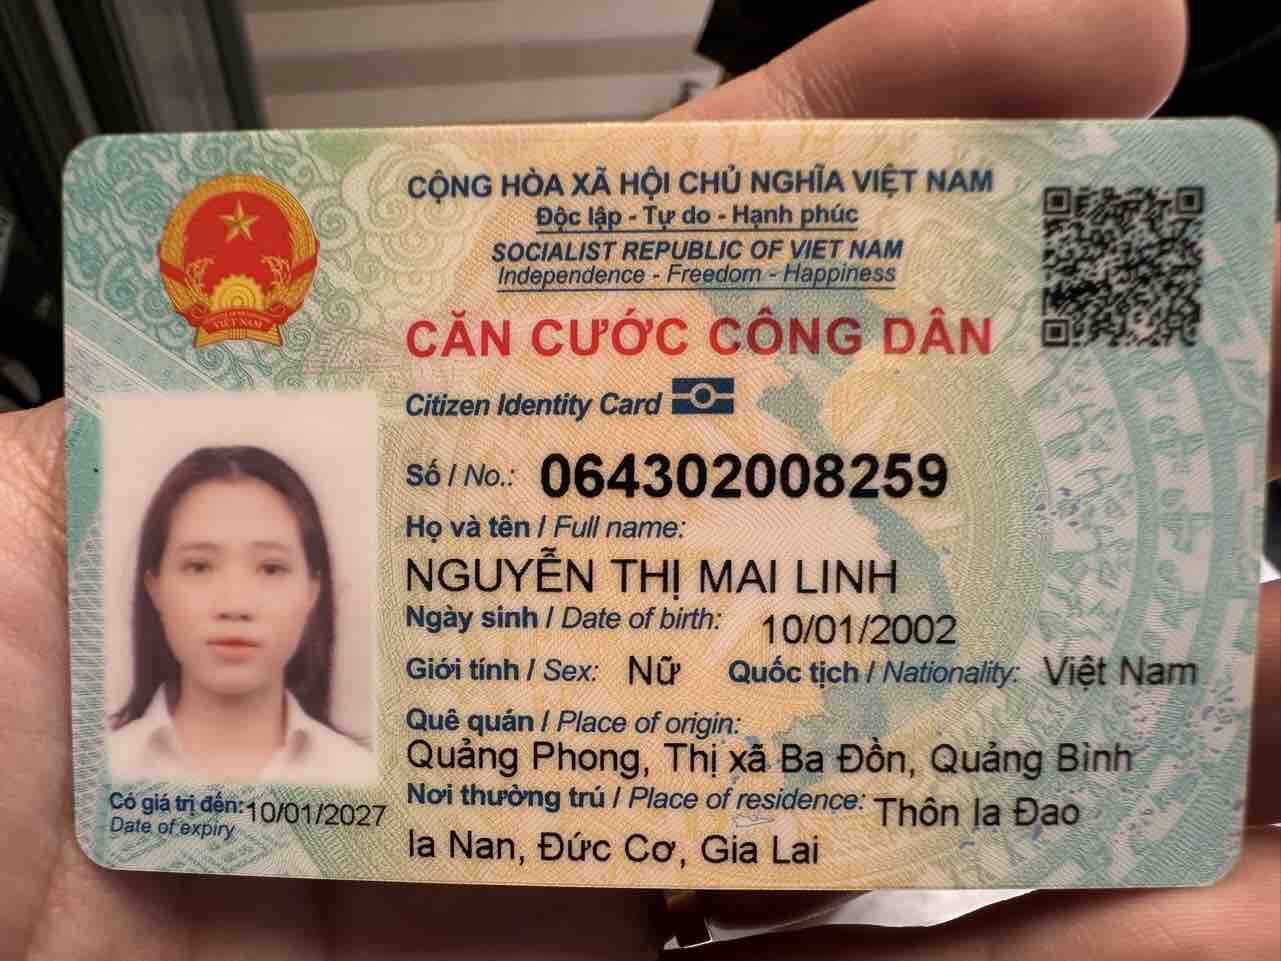 CỘNG HÒA XÃ HỘI CHỦ NGHĨA VIỆT NAM
Độc lập - Tự do - Hạnh phúc
SOCIALIST REPUBLIC OF VIET NAM
Independence - Freedom - Happiness
VIỆT NAM
CĂN CƯỚC CÔNG DÂN
Citizen Identity Card
Số / No.: 064302008259
Họ và tên / Full name:
NGUYỄN THỊ MAI LINH
Ngày sinh / Date of birth: 10/01/2002
Giới tính / Sex: Nữ Quốc tịch / Nationality: Việt Nam
Quê quán / Place of origin:
Quảng Phong, Thị xã Ba Đồn, Quảng Bình
Nơi thường trú / Place of residence: Thôn Ia Đao
Ia Nan, Đức Cơ, Gia Lai
Có giá trị đến: 10/01/2027
Date of expiry